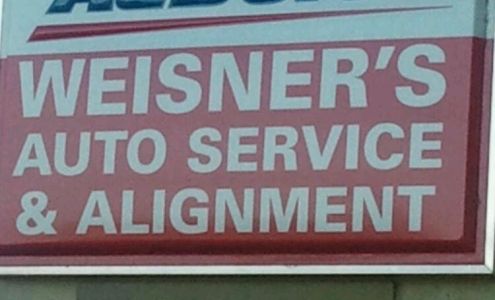 WEISNER'S
AUTO SERVICE
& ALIGNMENT